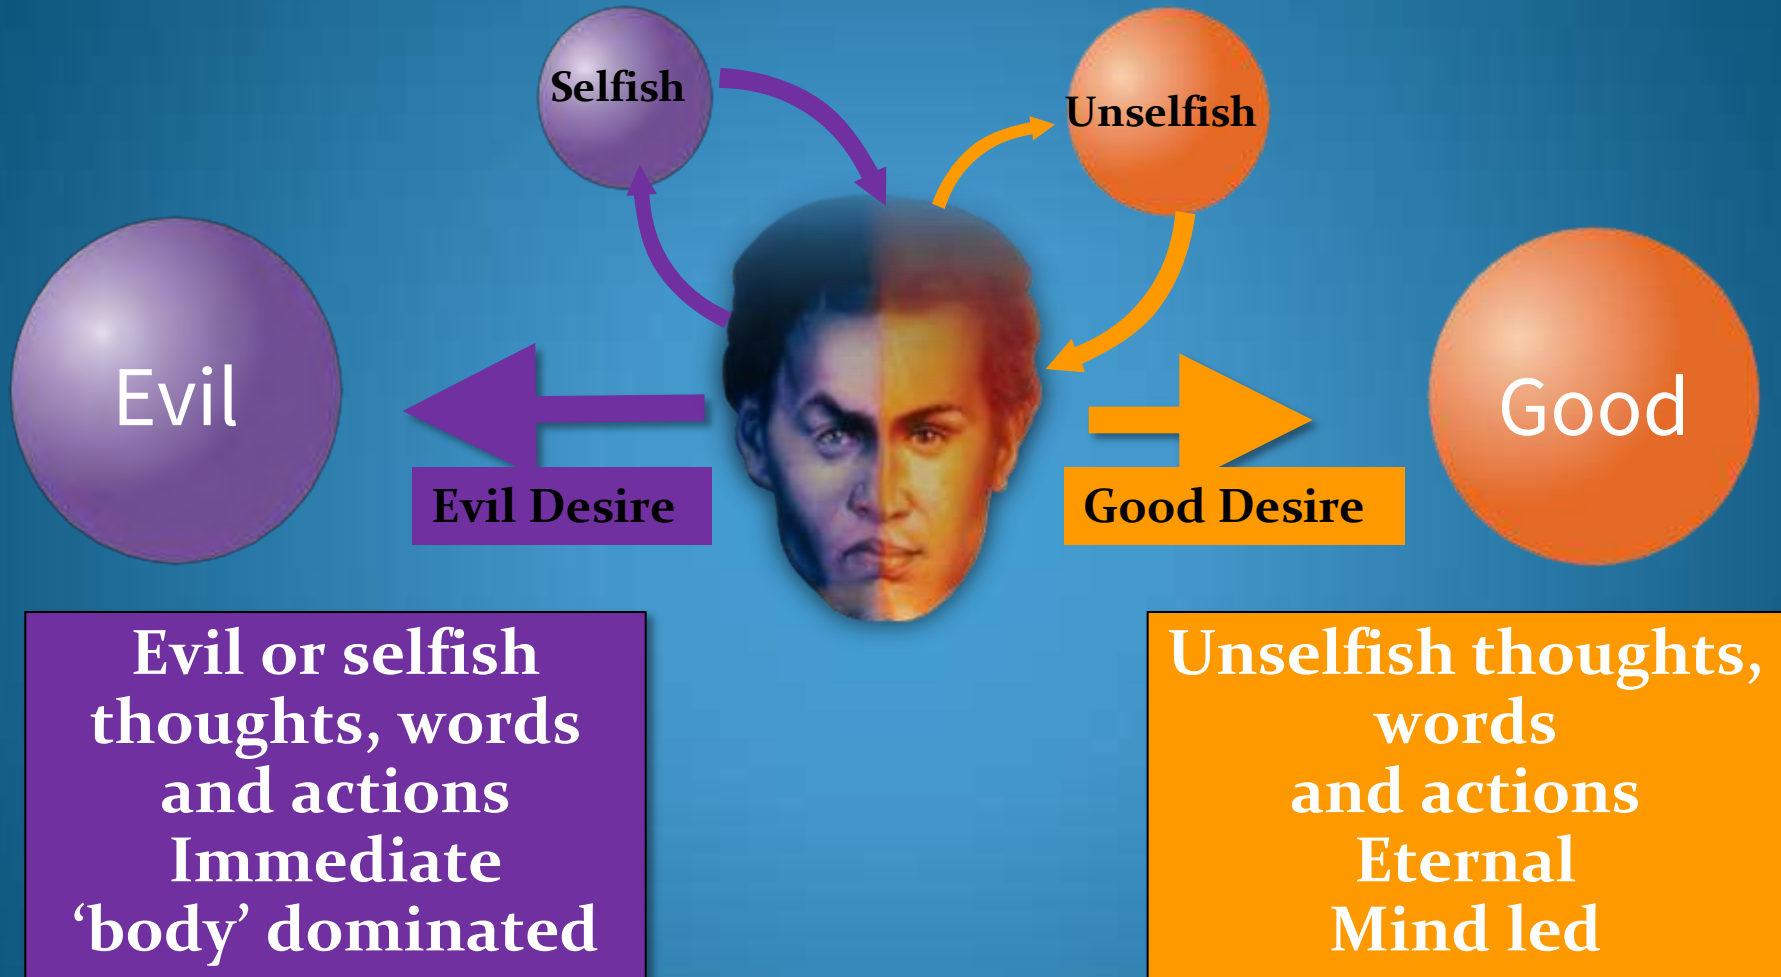 Selfish
Unselfish
Evil
Good
Evil Desire
Good Desire
Evil or selfish
thoughts, words
and actions
Immediate
‘body’ dominated
Unselfish thoughts,
words
and actions
Eternal
Mind led